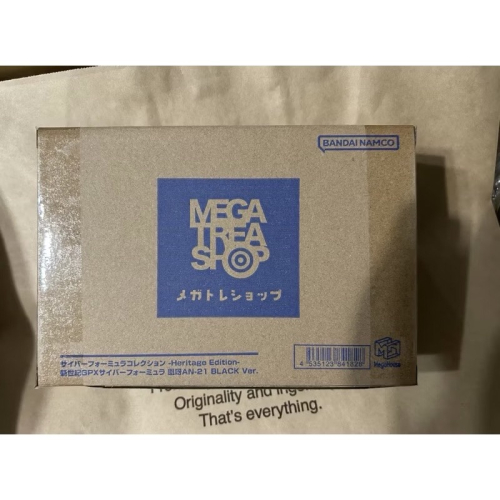 BANDAI NAMCO
MEGA
TREA
SHOP
メガトレショップ
サイバーフォーミュラコレクション -Heritage Edition-
新世紀GPXサイバーフォーミュラ 凰呀AN-21 BLACK Ver.
MegaHouse
Originality and
That's everything.